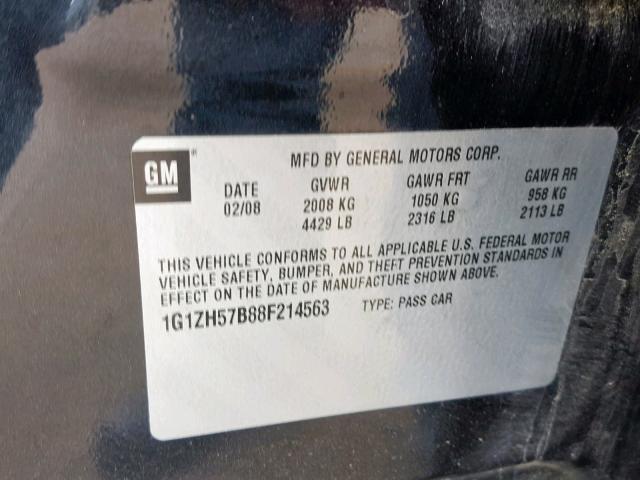 GM ®
MFD BY GENERAL MOTORS CORP.
DATE GVWR GAWR FRT GAWR RR
02/08 2008 KG 1050 KG 958 KG
4429 LB 2316 LB 2113 LB
THIS VEHICLE CONFORMS TO ALL APPLICABLE U.S. FEDERAL MOTOR
VEHICLE SAFETY, BUMPER, AND THEFT PREVENTION STANDARDS IN
EFFECT ON THE DATE OF MANUFACTURE SHOWN ABOVE.
1G1ZH57B88F214563 TYPE: PASS CAR